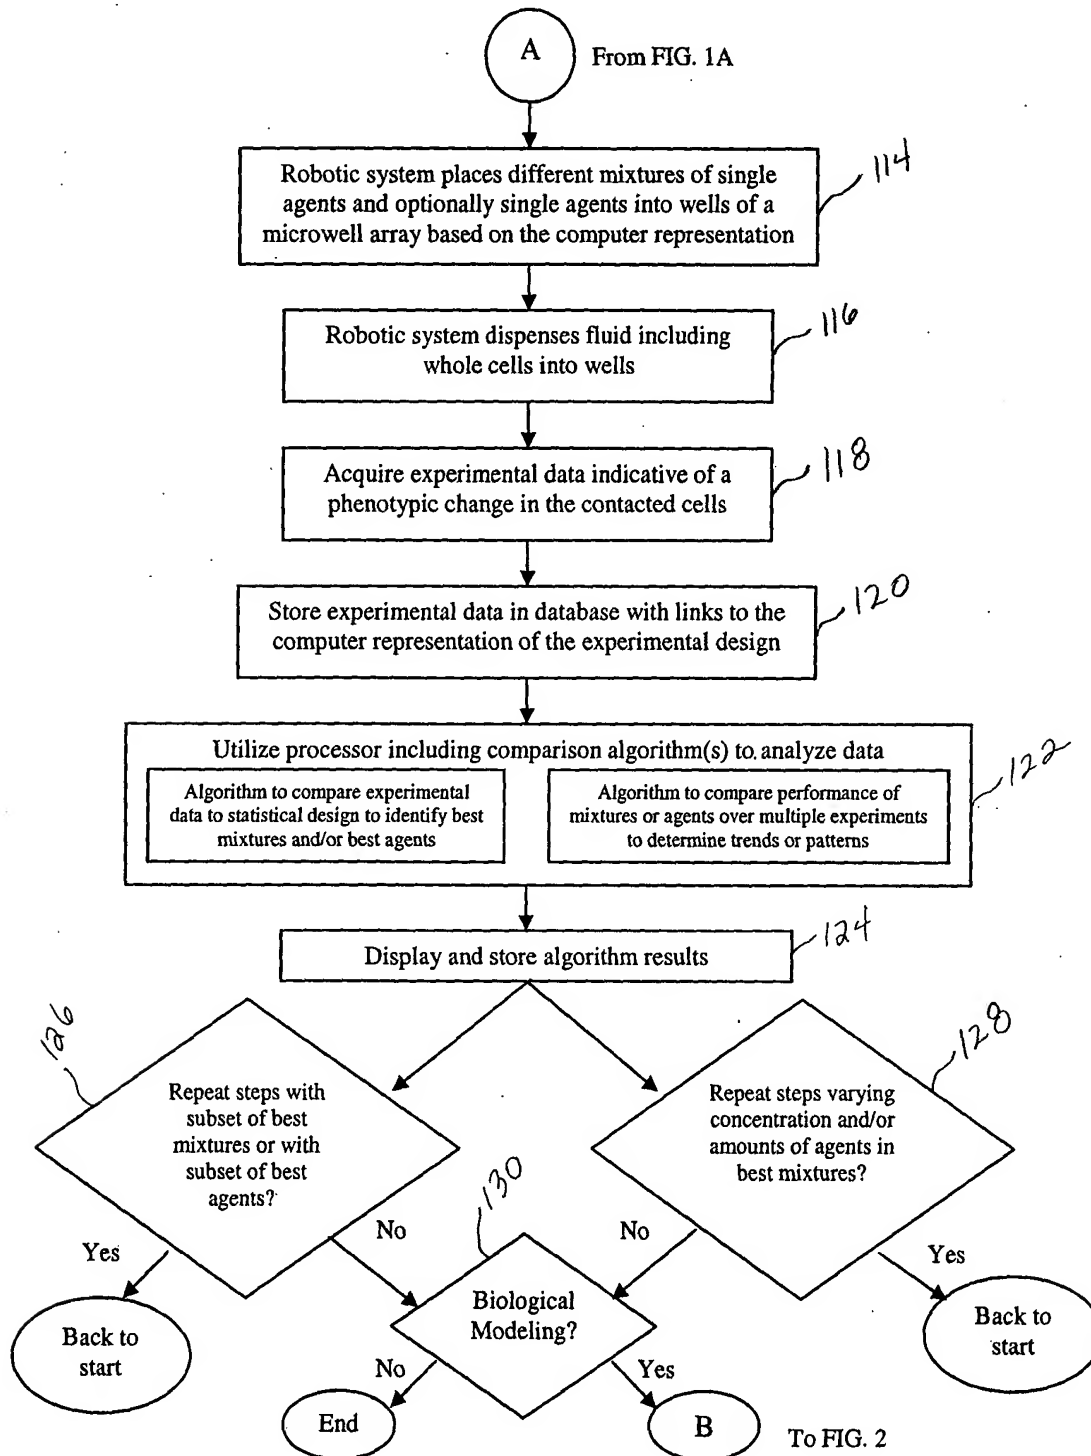 A
From FIG. 1A
Robotic system places different mixtures of single
agents and optionally single agents into wells of a
microwell array based on the computer representation
114
Robotic system dispenses fluid including
whole cells into wells
116
Acquire experimental data indicative of a
phenotypic change in the contacted cells
118
Store experimental data in database with links to the
computer representation of the experimental design
120
Utilize processor including comparison algorithm(s) to analyze data
Algorithm to compare experimental
data to statistical design to identify best
mixtures and/or best agents
Algorithm to compare performance of
mixtures or agents over multiple experiments
to determine trends or patterns
122
Display and store algorithm results
124
126
Repeat steps with
subset of best
mixtures or with
subset of best
agents?
128
Repeat steps varying
concentration and/or
amounts of agents in
best mixtures?
130
Yes
No
No
Yes
Back to
start
Biological
Modeling?
Back to
start
No
Yes
End
B
To FIG. 2